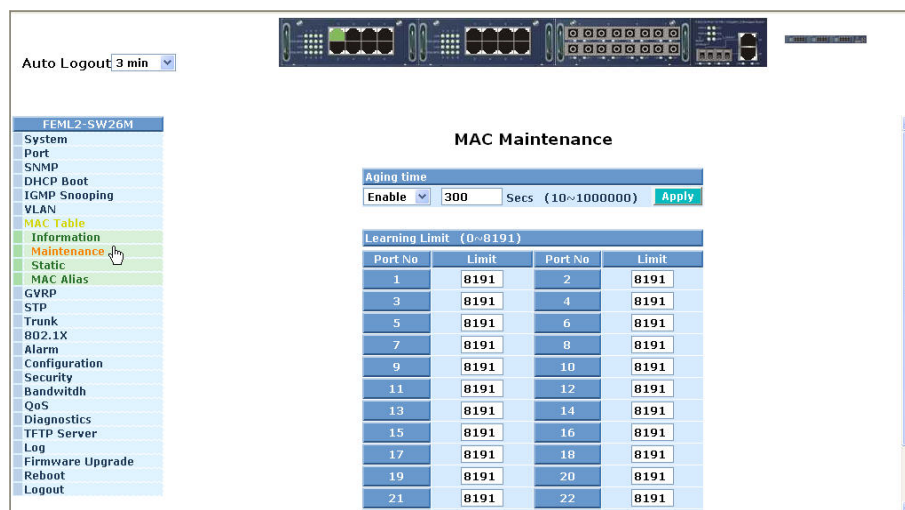 Auto Logout 3 min
FEML2-SW26M
System
Port
SNMP
DHCP Boot
IGMP Snooping
VLAN
MAC Table
Information
Maintenance
Static
MAC Alias
GVRP
STP
Trunk
802.1X
Alarm
Configuration
Security
Bandwitdh
QoS
Diagnostics
TFTP Server
Log
Firmware Upgrade
Reboot
Logout
MAC Maintenance
Aging time
Enable 300 Secs (10~1000000) Apply
Learning Limit (0~8191)
Port No Limit Port No Limit
1 8191 2 8191
3 8191 4 8191
5 8191 6 8191
7 8191 8 8191
9 8191 10 8191
11 8191 12 8191
13 8191 14 8191
15 8191 16 8191
17 8191 18 8191
19 8191 20 8191
21 8191 22 8191